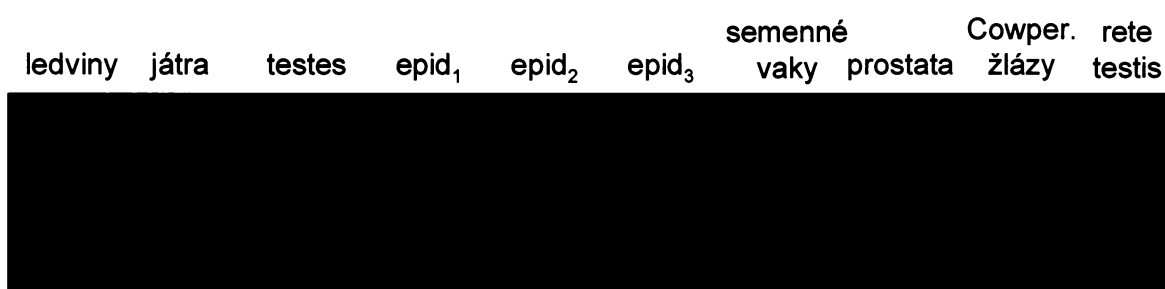 ledviny játra testes epid₁ epid₂ epid₃ semenné vaky prostata Cowper. žlázy rete testis